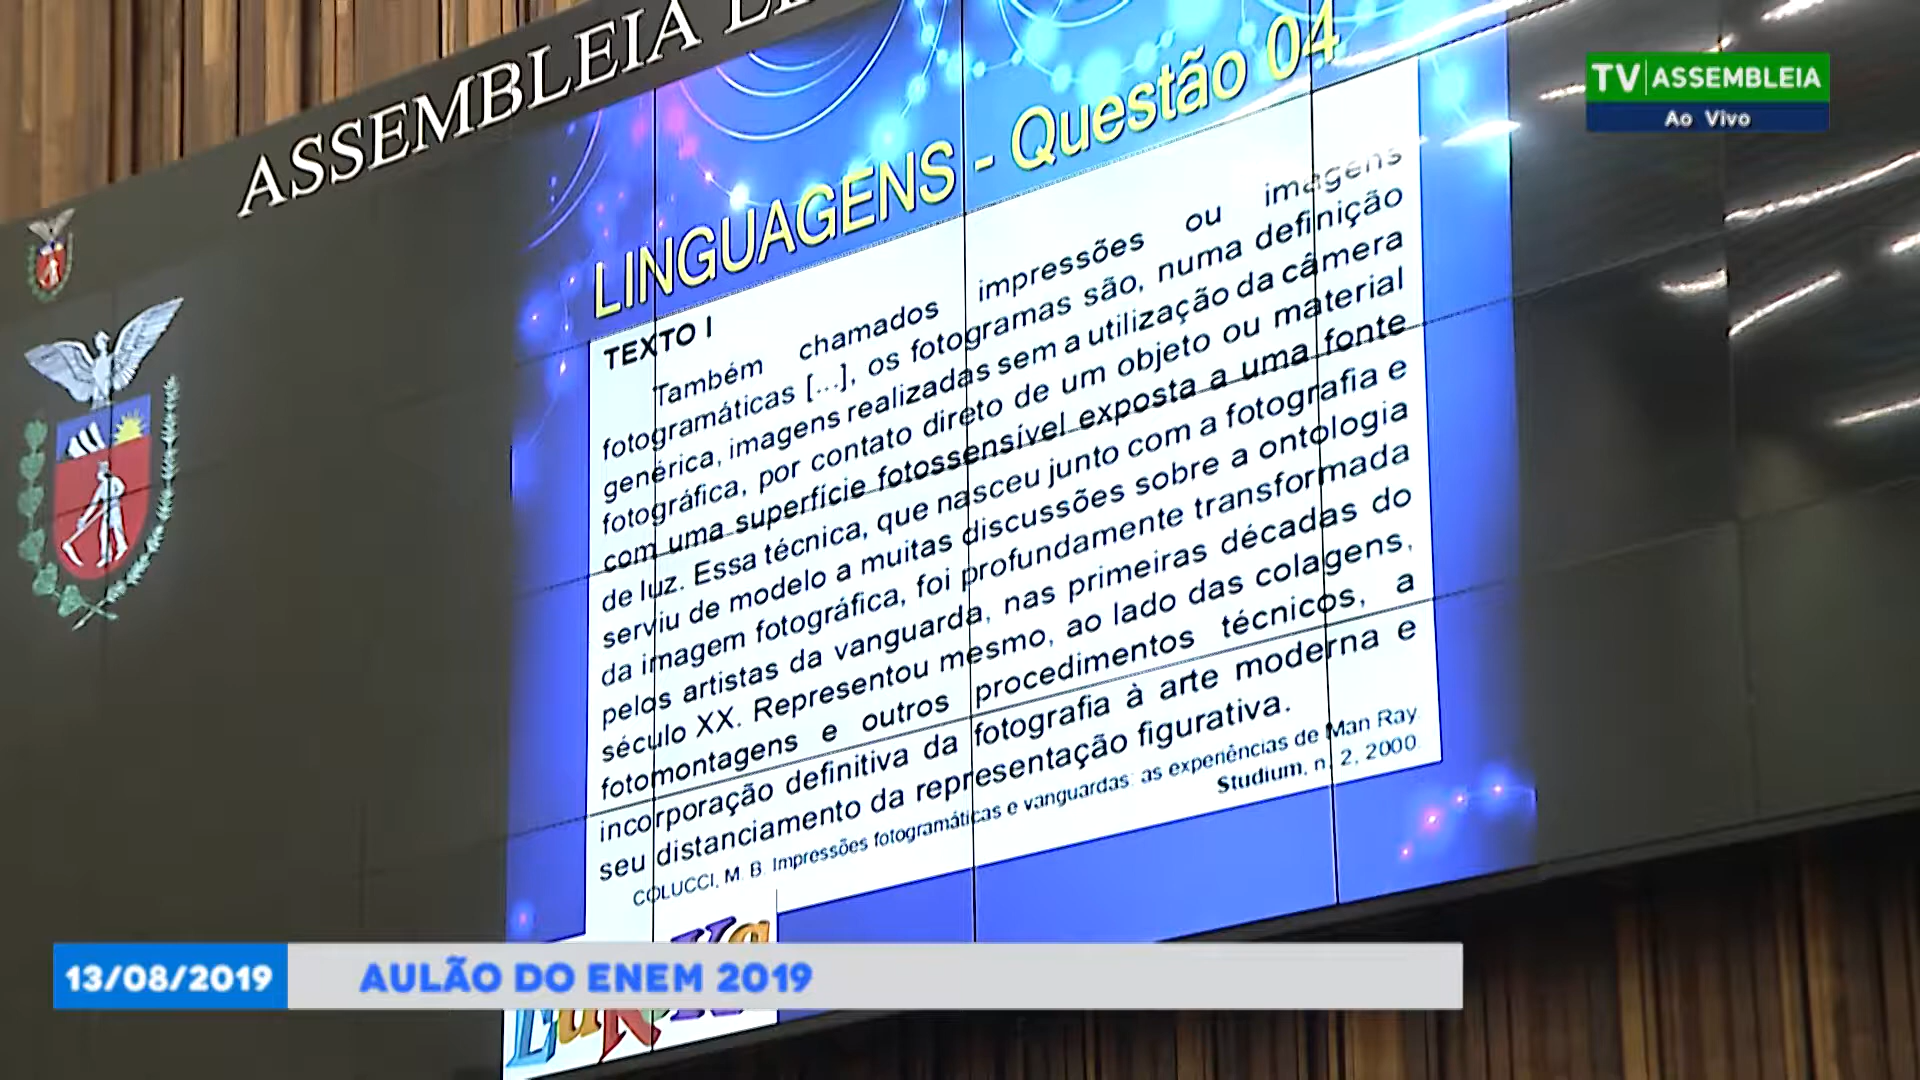 ASSEMBLEIA
TV ASSEMBLEIA
Ao Vivo
LINGUAGENS - Questão 04
TEXTO I
Também chamados impressões ou imagens
fotogramáticas [...], os fotogramas são, numa definição
genérica, imagens realizadas sem a utilização da câmera
fotográfica, por contato direto de um objeto ou material
com uma superfície fotossensível exposta a uma fonte
de luz. Essa técnica, que nasceu junto com a fotografia e
serviu de modelo a muitas discussões sobre a ontologia
da imagem fotográfica, foi profundamente transformada
pelos artistas da vanguarda, nas primeiras décadas do
século XX. Representou mesmo, ao lado das colagens,
fotomontagens e outros procedimentos técnicos, a
incorporação definitiva da fotografia à arte moderna e
seu distanciamento da representação figurativa.
COLUCCI, M. B. Impressões fotogramáticas e vanguardas: as experiências de Man Ray.
Studium, n. 2, 2000.
13/08/2019 AULÃO DO ENEM 2019